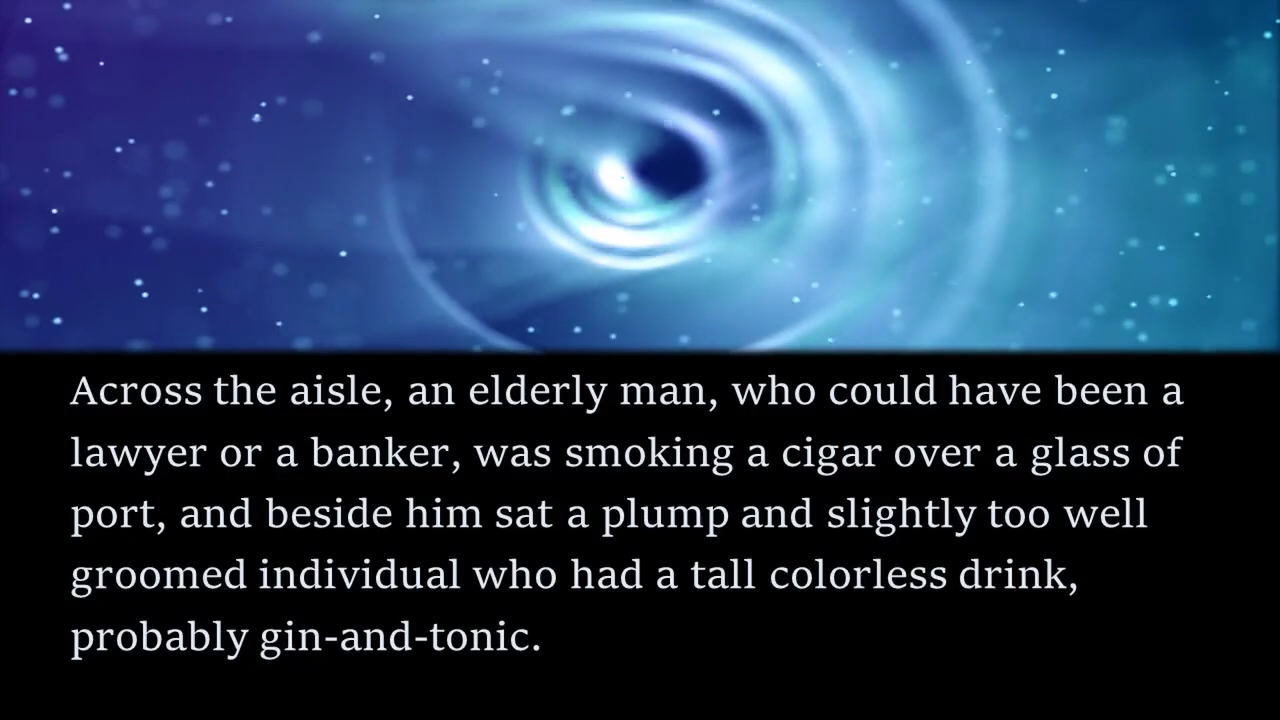 Across the aisle, an elderly man, who could have been a
lawyer or a banker, was smoking a cigar over a glass of
port, and beside him sat a plump and slightly too well
groomed individual who had a tall colorless drink,
probably gin-and-tonic.